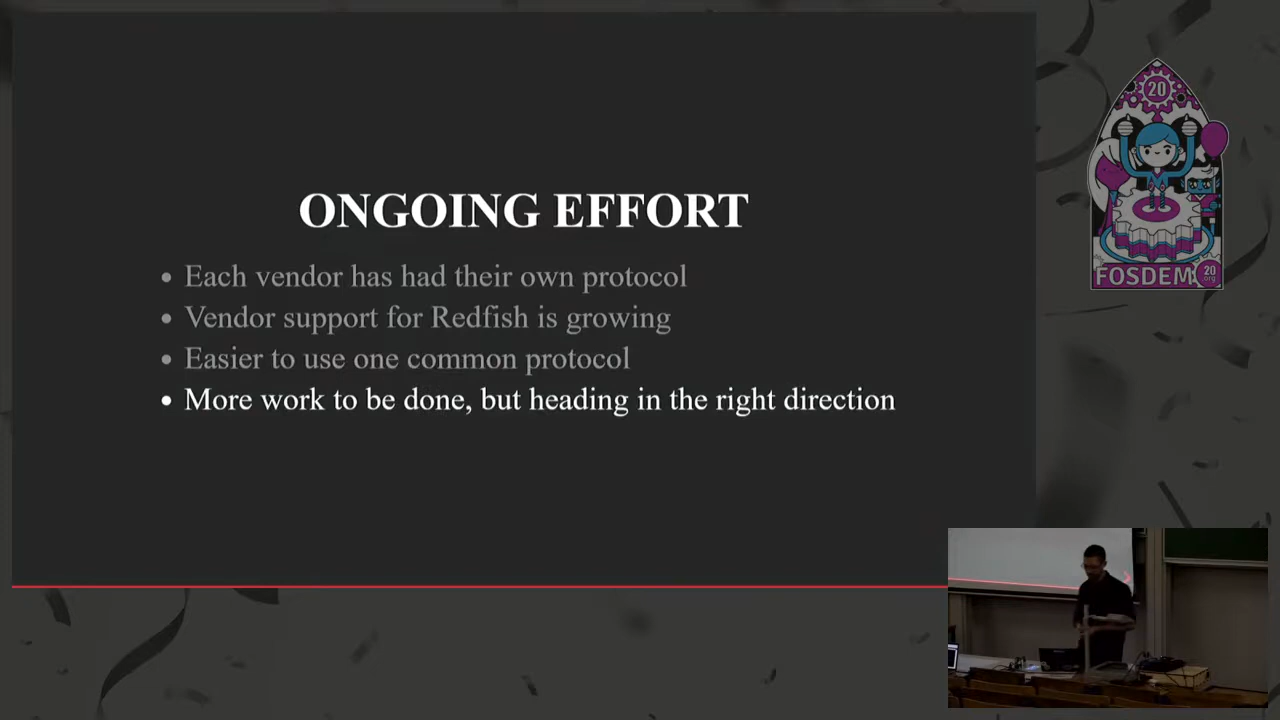 ONGOING EFFORT
Each vendor has had their own protocol
Vendor support for Redfish is growing
Easier to use one common protocol
More work to be done, but heading in the right direction
20
FOSDEM
20
org